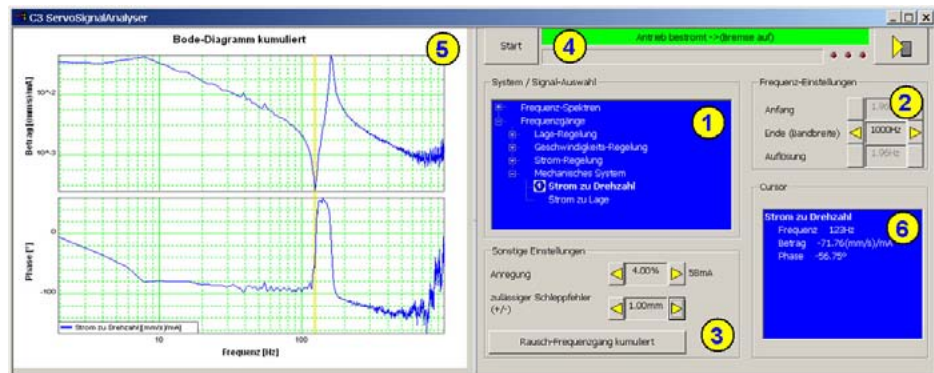 C3 ServoSignalAnalyser
Bode-Diagramm kumuliert
5
Betrag [mm/s/mA]
10^-2
10^-3
Phase [°]
0
-100
Strom zu Drehzahl [mm/s/mA]
10
100
Frequenz [Hz]
Start
4
Antrieb bestromt ->(Bremse auf)
System / Signal-Auswahl
1
Frequenz-Spektren
Frequenzgänge
Lage-Regelung
Geschwindigkeits-Regelung
Strom-Regelung
Mechanisches System
Strom zu Drehzahl
Strom zu Lage
Frequenz-Einstellungen
2
Anfang
Ende (Bandbreite)
1000Hz
Auflösung
1.96Hz
Sonstige Einstellungen
Anregung
4.00%
58mA
zulässiger Schleppfehler
(+/-)
1.00mm
3
Rausch-Frequenzgang kumuliert
Cursor
6
Strom zu Drehzahl
Frequenz 123Hz
Betrag -71.76(mm/s)/mA
Phase -56.75°